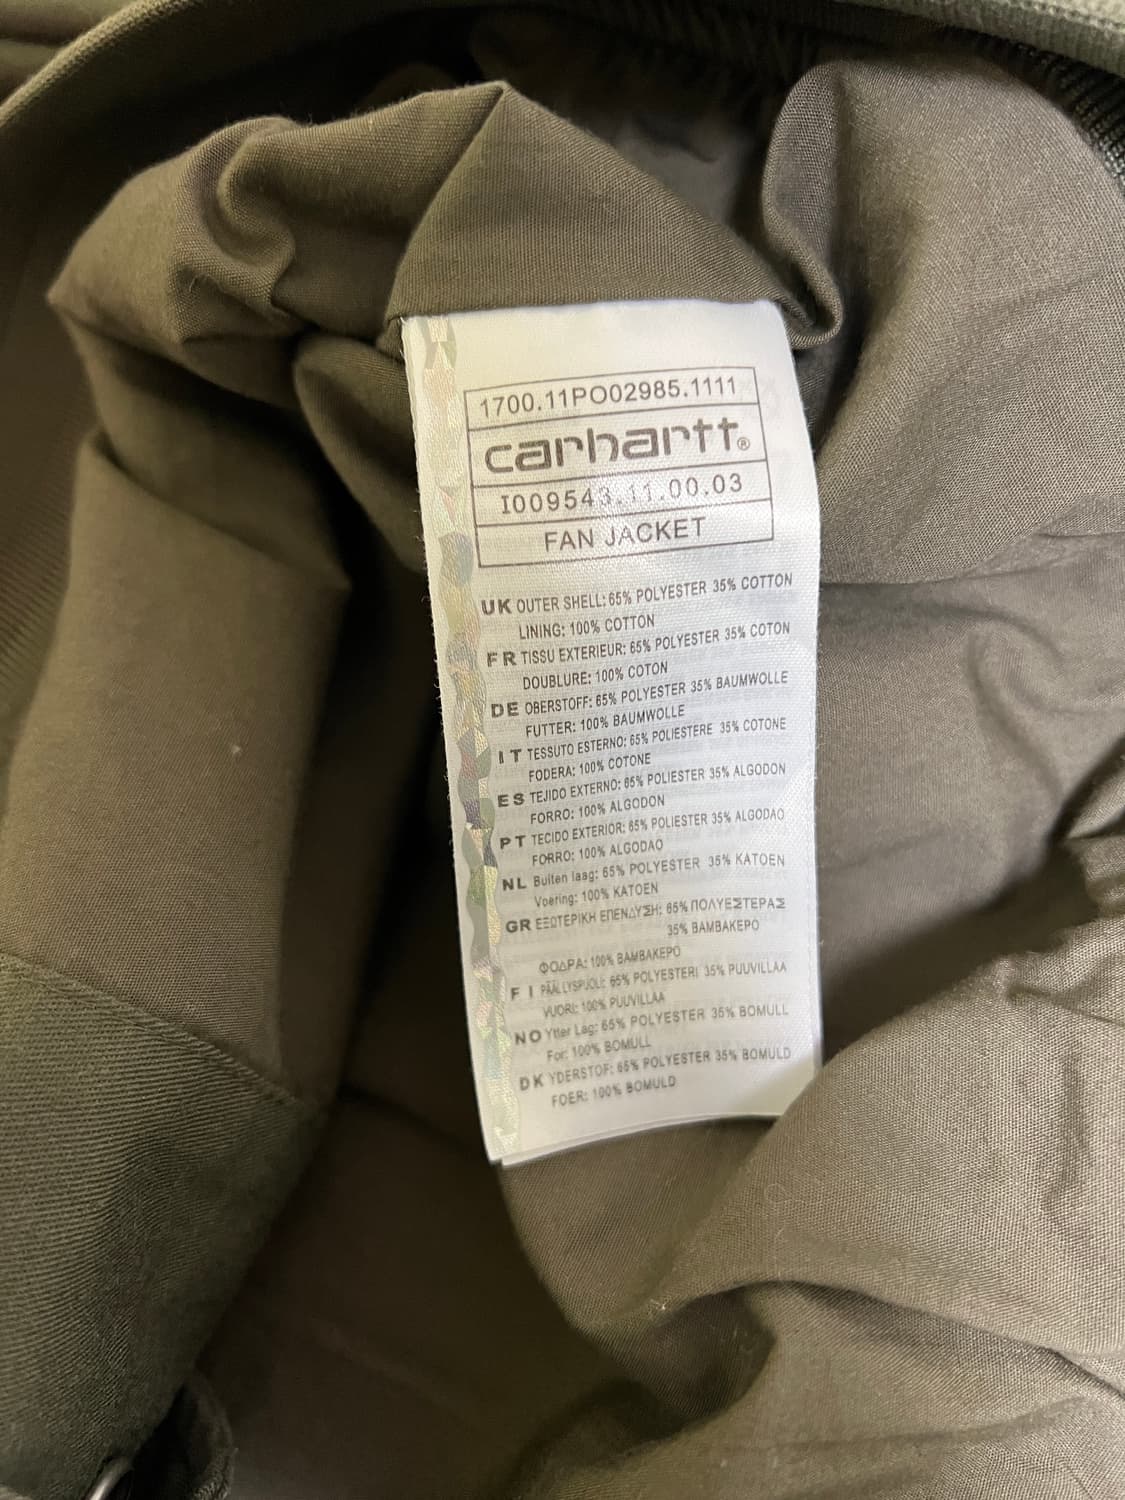 1700.11PO02985.1111
carhartt®
I009543.11.00.03
FAN JACKET
UK OUTER SHELL: 65% POLYESTER 35% COTTON
LINING: 100% COTTON
FR TISSU EXTERIEUR: 65% POLYESTER 35% COTON
DOUBLURE: 100% COTON
DE OBERSTOFF: 65% POLYESTER 35% BAUMWOLLE
FUTTER: 100% BAUMWOLLE
IT TESSUTO ESTERNO: 65% POLIESTERE 35% COTONE
FODERA: 100% COTONE
ES TEJIDO EXTERNO: 65% POLIESTER 35% ALGODON
FORRO: 100% ALGODON
PT TECIDO EXTERIOR: 65% POLIESTER 35% ALGODAO
FORRO: 100% ALGODAO
NL Buiten laag: 65% POLYESTER 35% KATOEN
Voering: 100% KATOEN
GR ΕΞΩΤΕΡΙΚΗ ΕΠΕΝΔΥΣΗ: 65% ΠΟΛΥΕΣΤΕΡΑΣ
35% ΒΑΜΒΑΚΕΡΟ
ΦΟΔΡΑ: 100% ΒΑΜΒΑΚΕΡΟ
FI PÄÄLLYSPUOLI: 65% POLYESTERI 35% PUUVILLAA
VUORI: 100% PUUVILLAA
NO Ytter Lag: 65% POLYESTER 35% BOMULL
For: 100% BOMULL
DK YDERSTOF: 65% POLYESTER 35% BOMULD
FOER: 100% BOMULD